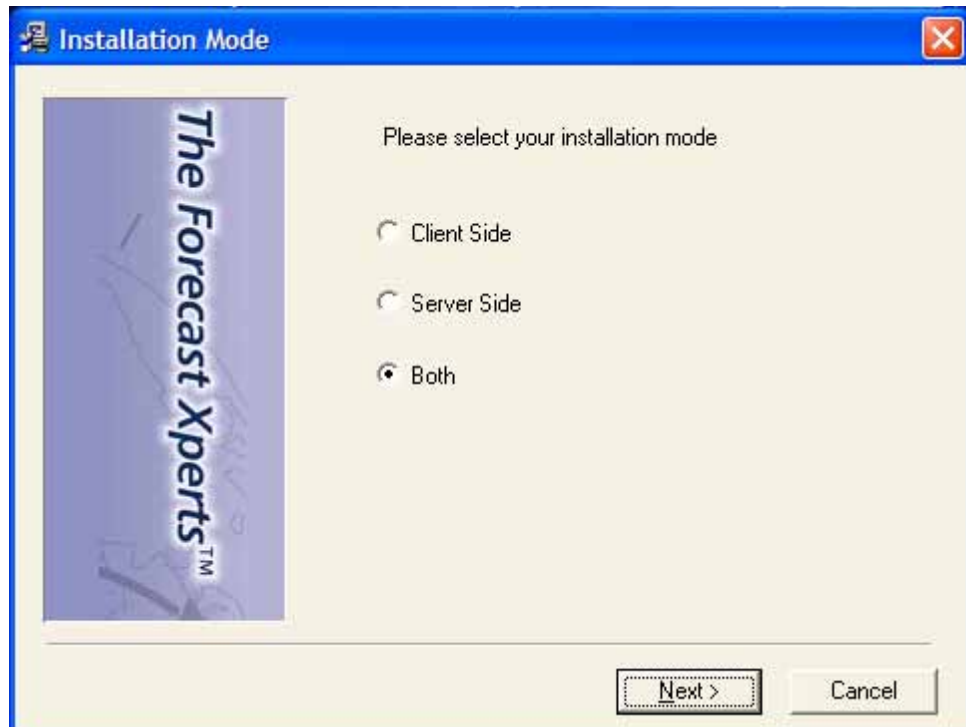 Installation Mode
The Forecast Xperts™
Please select your installation mode
Client Side
Server Side
Both
Next >
Cancel